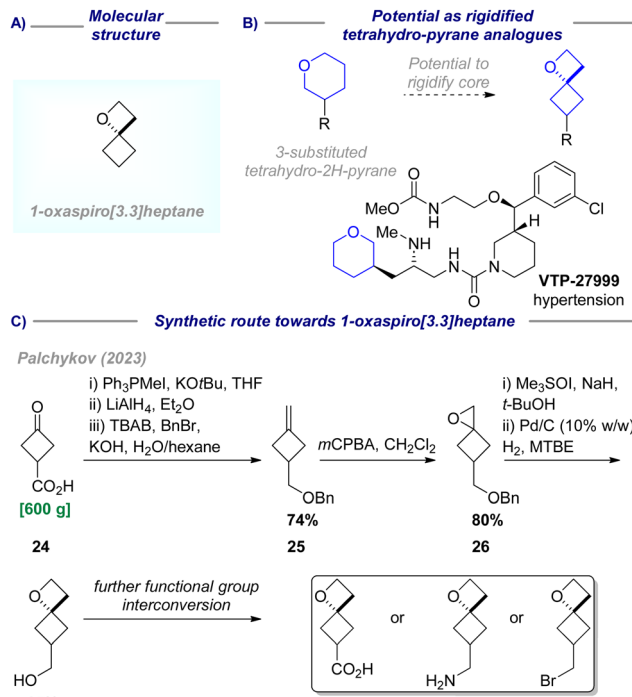 A) Molecular structure
O
1-oxaspiro[3.3]heptane
B) Potential as rigidified tetrahydro-pyrane analogues
O
R
Potential to rigidify core
O
R
3-substituted tetrahydro-2H-pyrane
O
MeO
N
H
O
Cl
H
O
MeN
NH
H
N
O
N
VTP-27999
hypertension
C) Synthetic route towards 1-oxaspiro[3.3]heptane
Palchykov (2023)
O
CO2H
[600 g]
24
i) Ph3PMeI, KOtBu, THF
ii) LiAlH4, Et2O
iii) TBAB, BnBr,
KOH, H2O/hexane
OBn
74%
25
mCPBA, CH2Cl2
O
OBn
80%
26
i) Me3SOI, NaH,
t-BuOH
ii) Pd/C (10% w/w)
H2, MTBE
O
HO
further functional group
interconversion
O
CO2H
or
O
H2N
or
O
Br